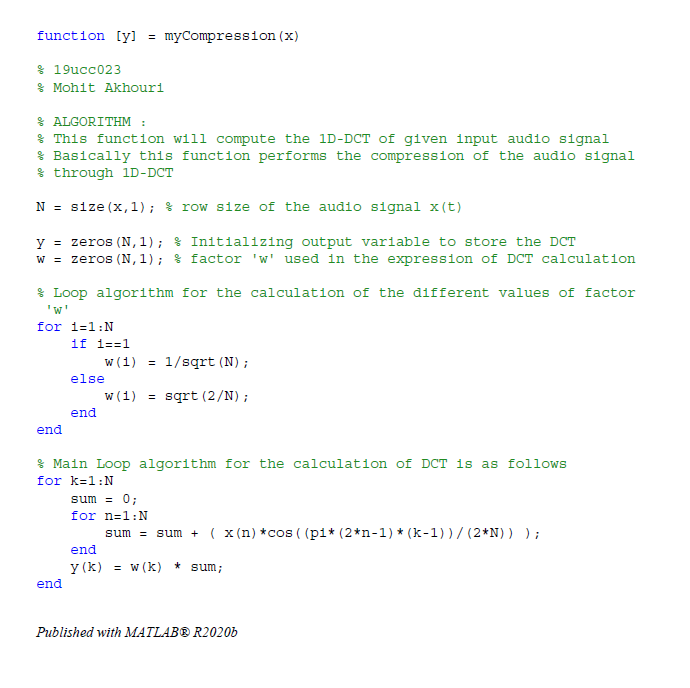 function [y] = myCompression(x)
% 19ucc023
% Mohit Akhouri
% ALGORITHM :
% This function will compute the 1D-DCT of given input audio signal
% Basically this function performs the compression of the audio signal
% through 1D-DCT
N = size(x,1); % row size of the audio signal x(t)
y = zeros(N,1); % Initializing output variable to store the DCT
w = zeros(N,1); % factor 'w' used in the expression of DCT calculation
% Loop algorithm for the calculation of the different values of factor
'w'
for i=1:N
if i==1
w(i) = 1/sqrt(N);
else
w(i) = sqrt(2/N);
end
end
% Main Loop algorithm for the calculation of DCT is as follows
for k=1:N
sum = 0;
for n=1:N
sum = sum + ( x(n)*cos((pi*(2*n-1)*(k-1))/(2*N)) );
end
y(k) = w(k) * sum;
end
Published with MATLAB® R2020b